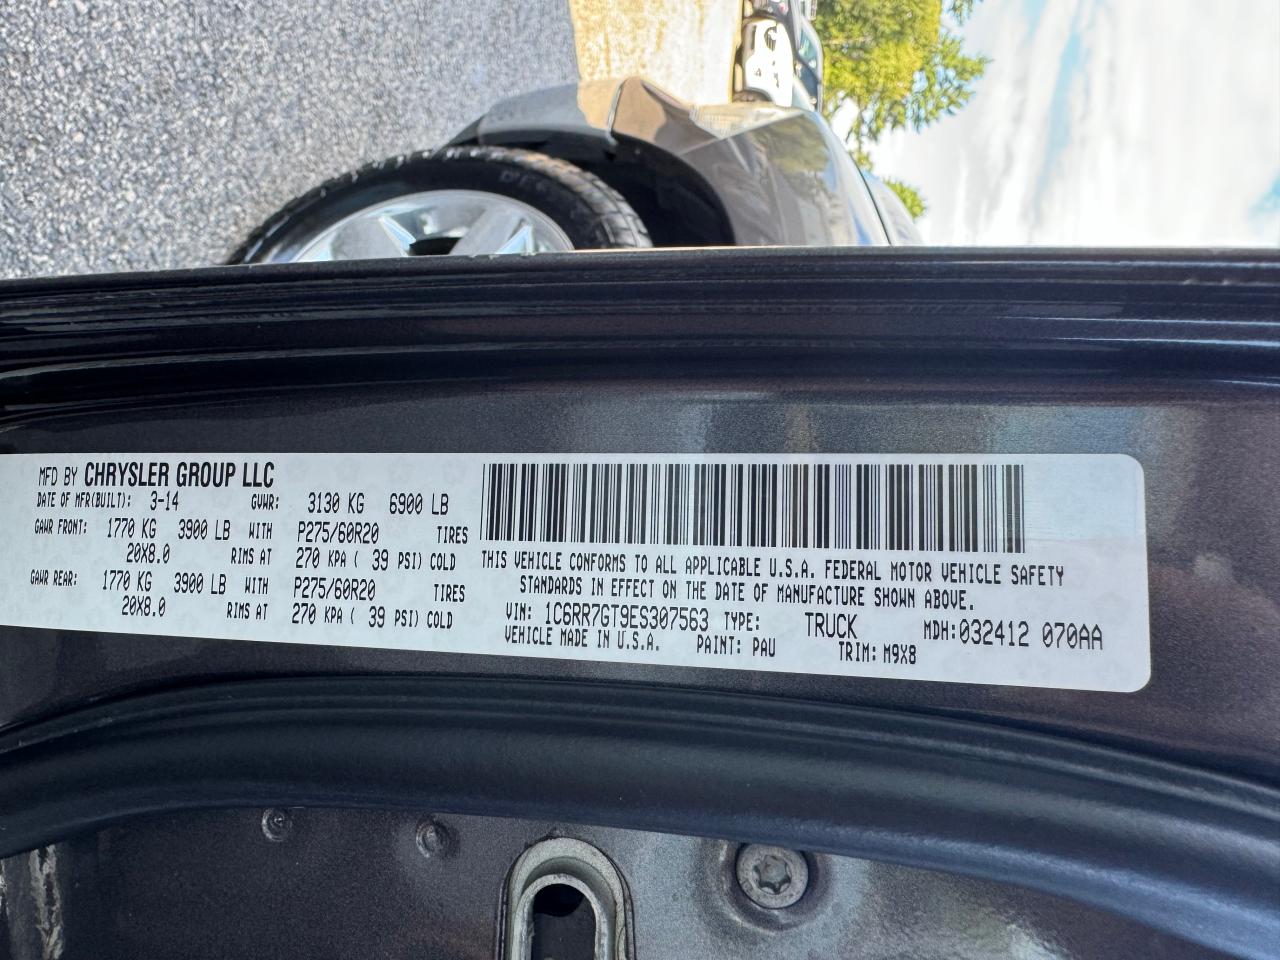 MFD BY CHRYSLER GROUP LLC
DATE OF MFR(BUILT): 3-14 GVWR: 3130 KG 6900 LB
GAWR FRONT: 1770 KG 3900 LB WITH P275/60R20 TIRES
20X8.0 RIMS AT 270 KPA ( 39 PSI) COLD
GAWR REAR: 1770 KG 3900 LB WITH P275/60R20 TIRES
20X8.0 RIMS AT 270 KPA ( 39 PSI) COLD
THIS VEHICLE CONFORMS TO ALL APPLICABLE U.S.A. FEDERAL MOTOR VEHICLE SAFETY
STANDARDS IN EFFECT ON THE DATE OF MANUFACTURE SHOWN ABOVE.
VIN: 1C6RR7GT9ES307563 TYPE: TRUCK MDH: 032412 070AA
VEHICLE MADE IN U.S.A. PAINT: PAU TRIM: M9X8